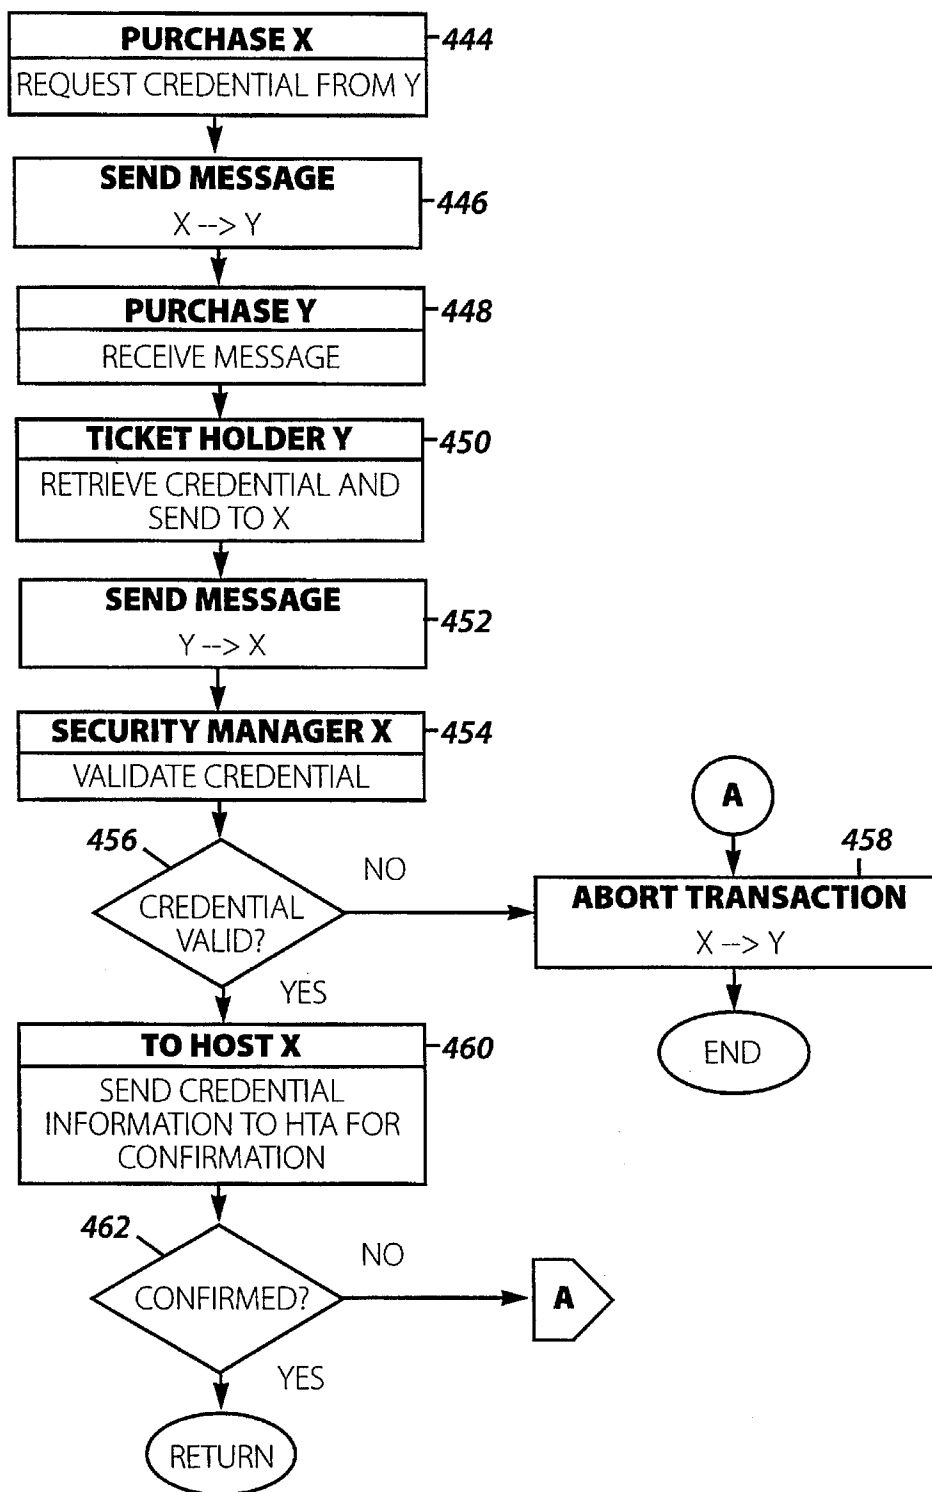 PURCHASE X
444
REQUEST CREDENTIAL FROM Y
SEND MESSAGE
446
X --> Y
PURCHASE Y
448
RECEIVE MESSAGE
TICKET HOLDER Y
450
RETRIEVE CREDENTIAL AND
SEND TO X
SEND MESSAGE
452
Y --> X
SECURITY MANAGER X
454
VALIDATE CREDENTIAL
456
CREDENTIAL
VALID?
NO
YES
A
458
ABORT TRANSACTION
X --> Y
END
TO HOST X
460
SEND CREDENTIAL
INFORMATION TO HTA FOR
CONFIRMATION
462
CONFIRMED?
NO
A
YES
RETURN